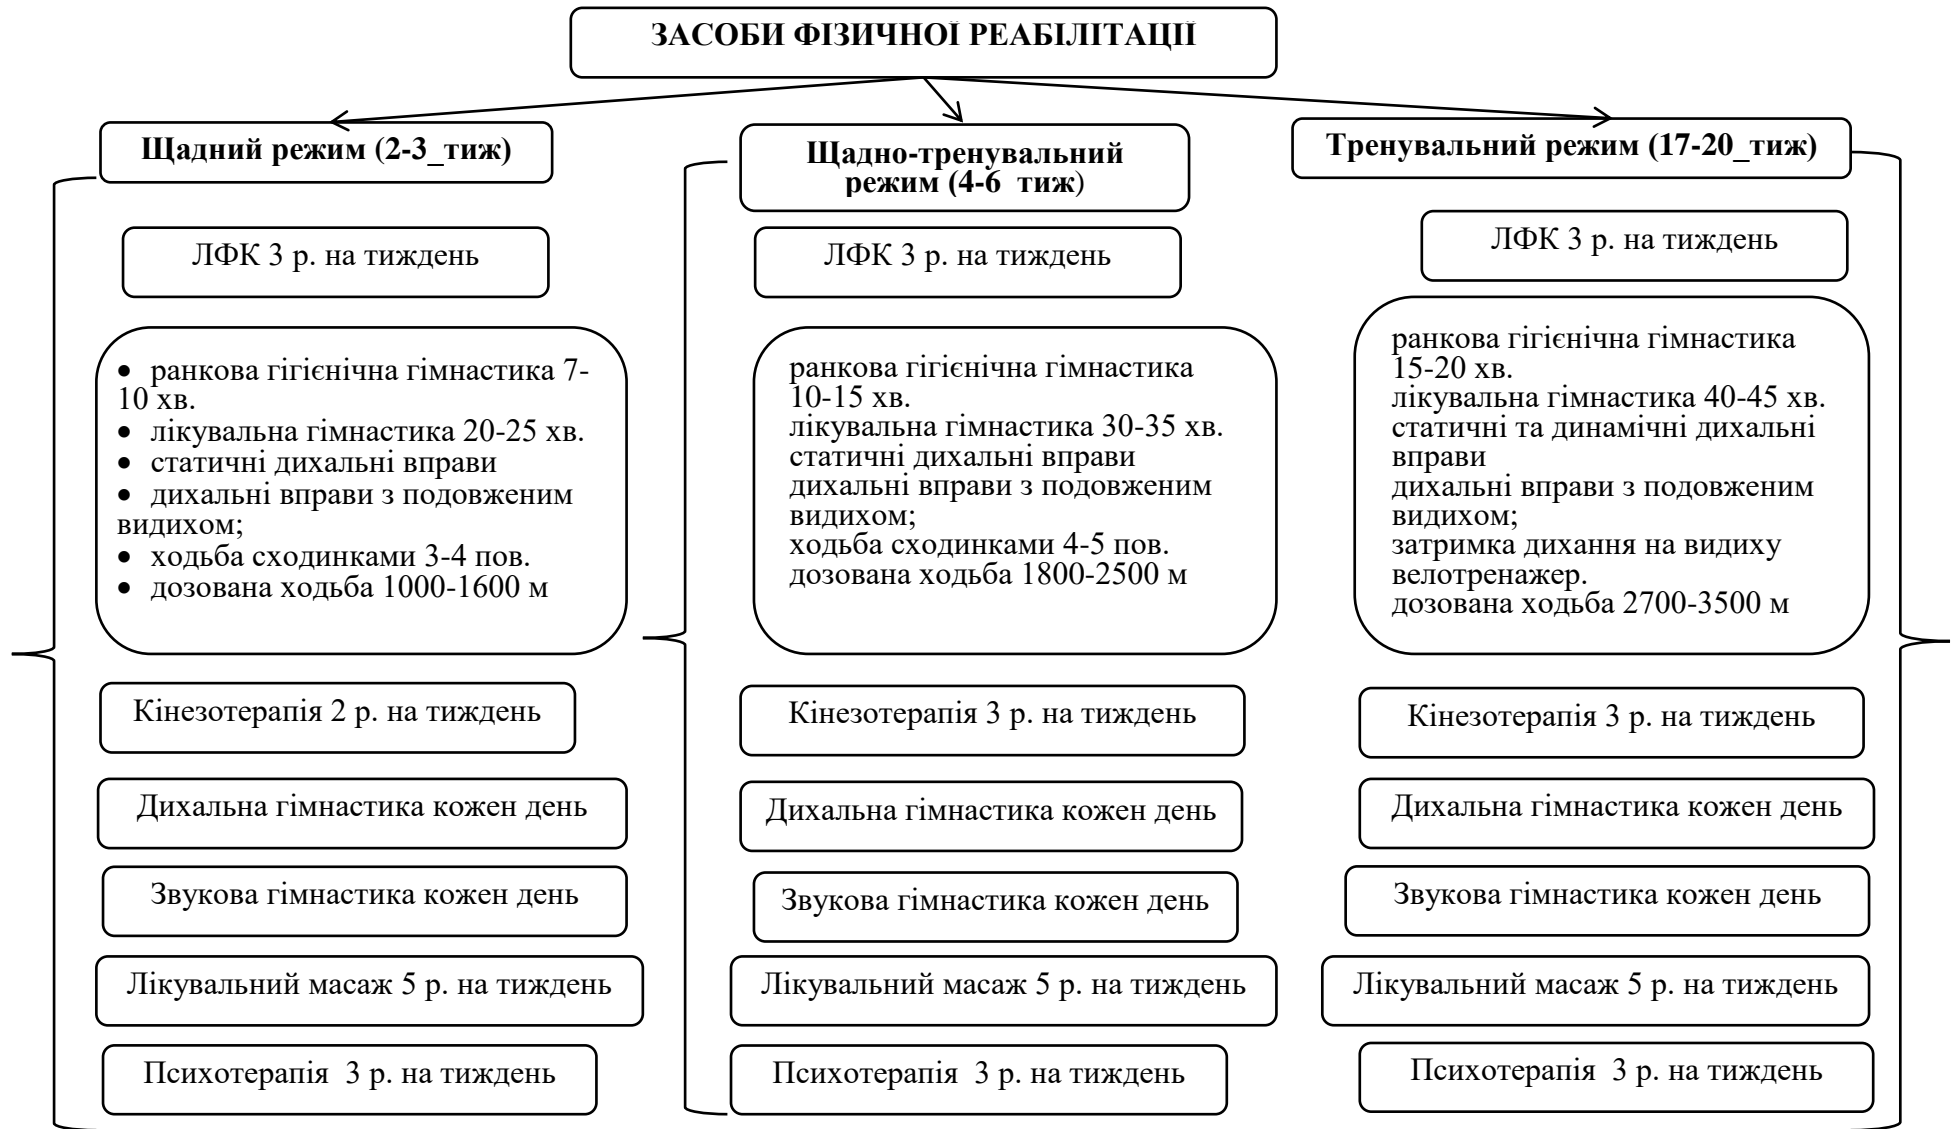 ЗАСОБИ ФІЗИЧНОЇ РЕАБІЛІТАЦІЇ
Щадний режим (2-3_тиж)
ЛФК 3 р. на тиждень
• ранкова гігієнічна гімнастика 7-
10 хв.
• лікувальна гімнастика 20-25 хв.
• статичні дихальні вправи
• дихальні вправи з подовженим
видихом;
• ходьба сходинками 3-4 пов.
• дозована ходьба 1000-1600 м
Кінезотерапія 2 р. на тиждень
Дихальна гімнастика кожен день
Звукова гімнастика кожен день
Лікувальний масаж 5 р. на тиждень
Психотерапія 3 р. на тиждень
Щадно-тренувальний
режим (4-6 тиж)
ЛФК 3 р. на тиждень
ранкова гігієнічна гімнастика
10-15 хв.
лікувальна гімнастика 30-35 хв.
статичні дихальні вправи
дихальні вправи з подовженим
видихом;
ходьба сходинками 4-5 пов.
дозована ходьба 1800-2500 м
Кінезотерапія 3 р. на тиждень
Дихальна гімнастика кожен день
Звукова гімнастика кожен день
Лікувальний масаж 5 р. на тиждень
Психотерапія 3 р. на тиждень
Тренувальний режим (17-20_тиж)
ЛФК 3 р. на тиждень
ранкова гігієнічна гімнастика
15-20 хв.
лікувальна гімнастика 40-45 хв.
статичні та динамічні дихальні
вправи
дихальні вправи з подовженим
видихом;
затримка дихання на видиху
велотренажер.
дозована ходьба 2700-3500 м
Кінезотерапія 3 р. на тиждень
Дихальна гімнастика кожен день
Звукова гімнастика кожен день
Лікувальний масаж 5 р. на тиждень
Психотерапія 3 р. на тиждень